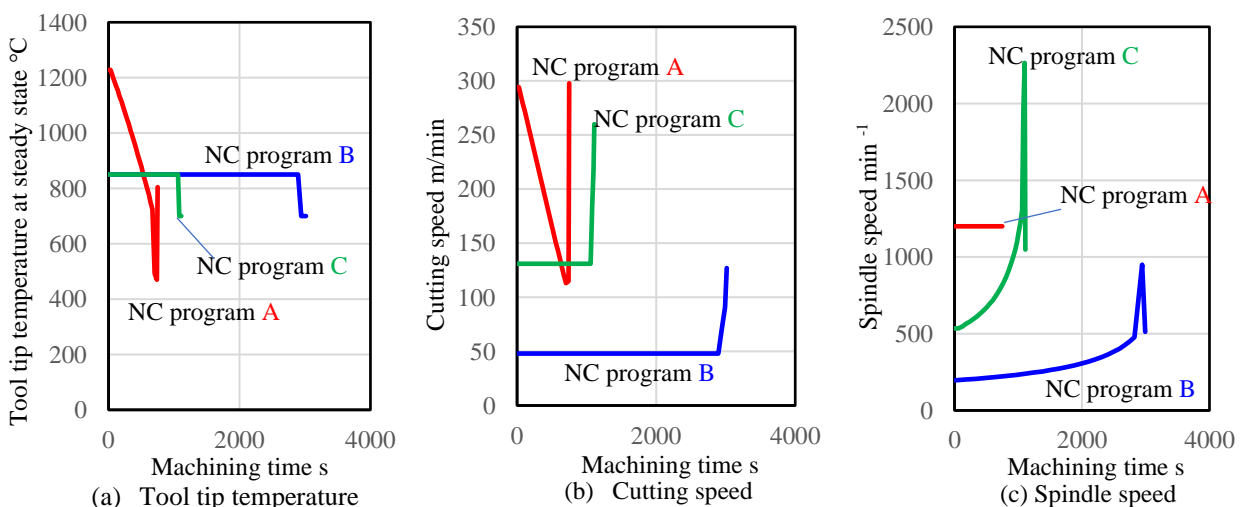 Tool tip temperature at steady state °C
1400
1200
1000
800
600
400
200
0
NC program B
NC program C
NC program A
0
2000
4000
Machining time s
(a) Tool tip temperature
Cutting speed m/min
350
300
250
200
150
100
50
0
NC program A
NC program C
NC program B
0
2000
4000
Machining time s
(b) Cutting speed
Spindle speed min -1
2500
2000
1500
1000
500
0
NC program C
NC program A
NC program B
0
2000
4000
Machining time s
(c) Spindle speed